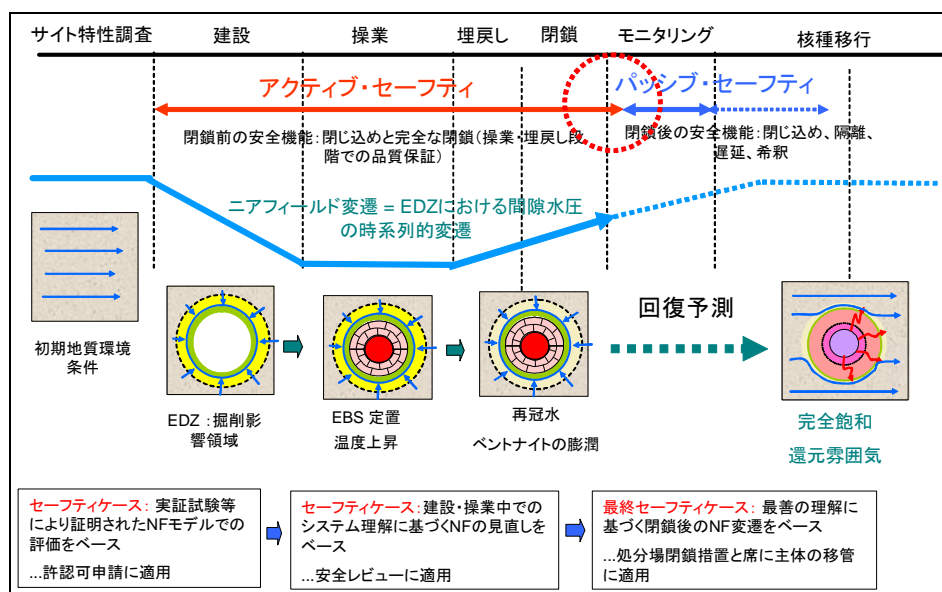 サイト特性調査
建設
操業
埋戻し
閉鎖
モニタリング
核種移行
アクティブ・セーフティ
パッシブ・セーフティ
閉鎖前の安全機能：閉じ込めと完全な閉鎖(操業・埋戻し段
階での品質保証)
閉鎖後の安全機能：閉じ込め、隔離、
遅延、希釈
ニアフィールド変遷 = EDZにおける間隙水圧
の時系列的変遷
初期地質環境
条件
EDZ：掘削影
響領域
EBS 定置
温度上昇
再冠水
ベントナイトの膨潤
回復予測
完全飽和
還元雰囲気
セーフティケース：実証試験等
により証明されたNFモデルでの
評価をベース
...許認可申請に適用
セーフティケース：建設・操業中での
システム理解に基づくNFの見直しを
ベース
...安全レビューに適用
最終セーフティケース：最善の理解に
基づく閉鎖後のNF変遷をベース
...処分場閉鎖措置と席に主体の移管
に適用